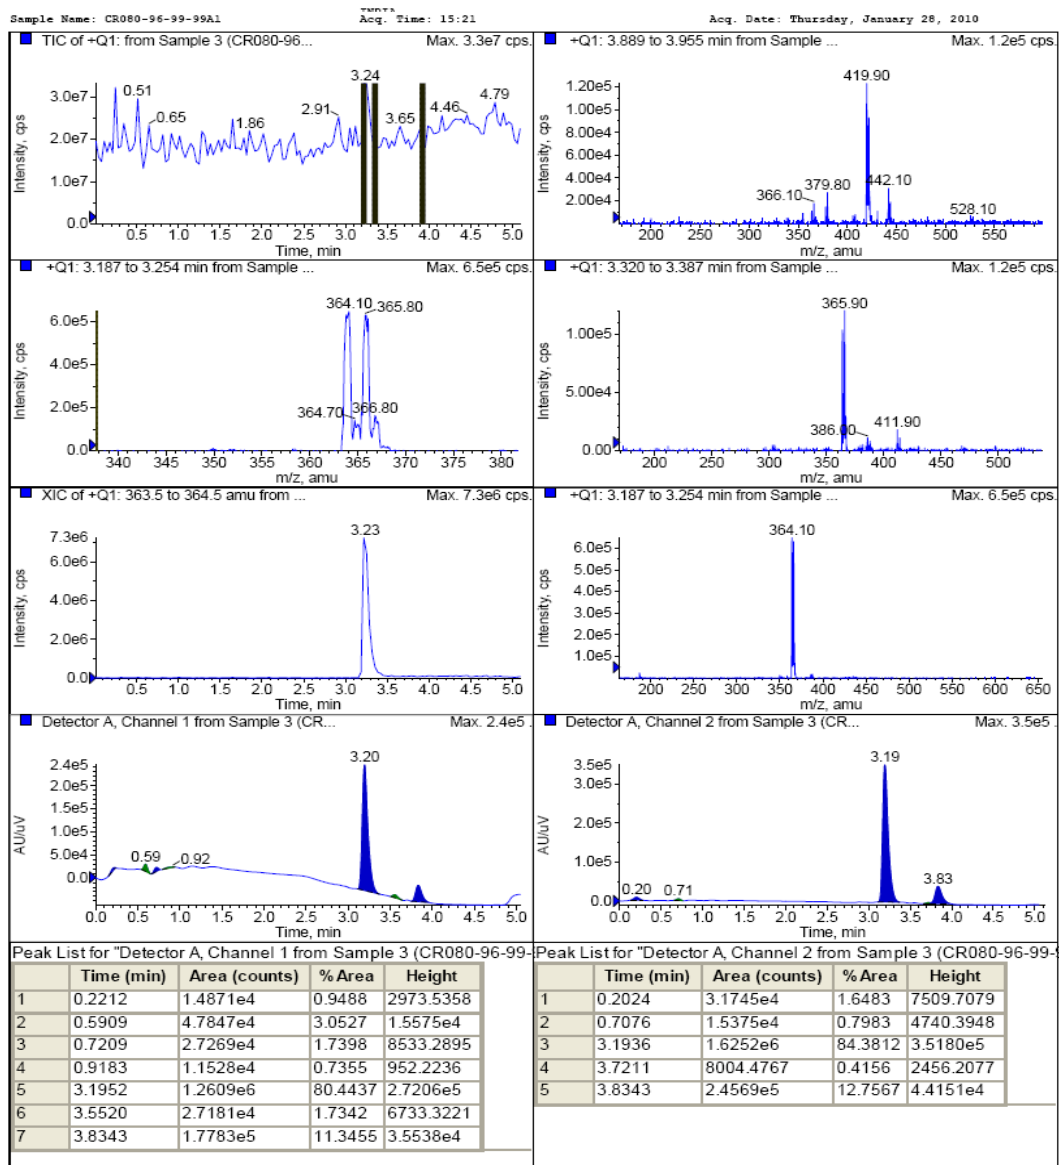 Sample Name: CR080-96-99-99A1
Acq. Time: 15:21
Acq. Date: Thursday, January 28, 2010
TIC of +Q1: from Sample 3 (CR080-96...
Max. 3.3e7 cps.
Intensity, cps
3.0e7
2.0e7
1.0e7
0.0
0.51
0.65
1.86
2.91
3.24
3.65
4.46
4.79
0.5 1.0 1.5 2.0 2.5 3.0 3.5 4.0 4.5 5.0
Time, min
+Q1: 3.889 to 3.955 min from Sample ...
Max. 1.2e5 cps.
Intensity, cps
1.20e5
1.00e5
8.00e4
6.00e4
4.00e4
2.00e4
419.90
366.10
379.80
442.10
528.10
200 250 300 350 400 450 500 550
m/z, amu
+Q1: 3.187 to 3.254 min from Sample ...
Max. 6.5e5 cps.
Intensity, cps
6.0e5
4.0e5
2.0e5
0.0
364.10
365.80
364.70
366.80
340 345 350 355 360 365 370 375 380
m/z, amu
+Q1: 3.320 to 3.387 min from Sample ...
Max. 1.2e5 cps.
Intensity, cps
1.00e5
5.00e4
0.00
365.90
386.00
411.90
200 250 300 350 400 450 500
m/z, amu
XIC of +Q1: 363.5 to 364.5 amu from ...
Max. 7.3e6 cps.
Intensity, cps
7.3e6
6.0e6
4.0e6
2.0e6
0.0
3.23
0.5 1.0 1.5 2.0 2.5 3.0 3.5 4.0 4.5 5.0
Time, min
+Q1: 3.187 to 3.254 min from Sample ...
Max. 6.5e5 cps.
Intensity, cps
6.0e5
5.0e5
4.0e5
3.0e5
2.0e5
1.0e5
364.10
200 250 300 350 400 450 500 550 600 650
m/z, amu
Detector A, Channel 1 from Sample 3 (CR...
Max. 2.4e5 .
AU/uV
2.4e5
2.0e5
1.5e5
1.0e5
5.0e4
0.0
0.59
0.92
3.20
0.0 0.5 1.0 1.5 2.0 2.5 3.0 3.5 4.0 4.5 5.0
Time, min
Detector A, Channel 2 from Sample 3 (CR...
Max. 3.5e5 .
AU/uV
3.5e5
3.0e5
2.0e5
1.0e5
0.0
0.20
0.71
3.19
3.83
0.0 0.5 1.0 1.5 2.0 2.5 3.0 3.5 4.0 4.5 5.0
Time, min
Peak List for "Detector A, Channel 1 from Sample 3 (CR080-96-99-
Time (min) Area (counts) % Area Height
1 0.2212 1.4871e4 0.9488 2973.5358
2 0.5909 4.7847e4 3.0527 1.5575e4
3 0.7209 2.7269e4 1.7398 8533.2895
4 0.9183 1.1528e4 0.7355 952.2236
5 3.1952 1.2609e6 80.4437 2.7206e5
6 3.5520 2.7181e4 1.7342 6733.3221
7 3.8343 1.7783e5 11.3455 3.5538e4
Peak List for "Detector A, Channel 2 from Sample 3 (CR080-96-99-9
Time (min) Area (counts) % Area Height
1 0.2024 3.1745e4 1.6483 7509.7079
2 0.7076 1.5375e4 0.7983 4740.3948
3 3.1936 1.6252e6 84.3812 3.5180e5
4 3.7211 8004.4767 0.4156 2456.2077
5 3.8343 2.4569e5 12.7567 4.4151e4